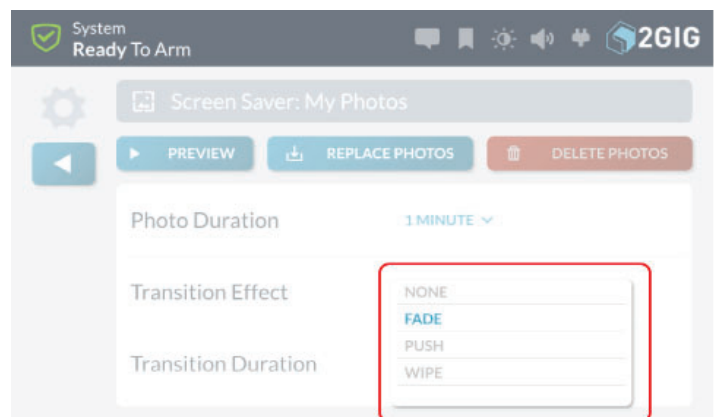 System
Ready To Arm
2GIG
Screen Saver: My Photos
PREVIEW
REPLACE PHOTOS
DELETE PHOTOS
Photo Duration
1 MINUTE
Transition Effect
NONE
FADE
PUSH
Transition Duration
WIPE